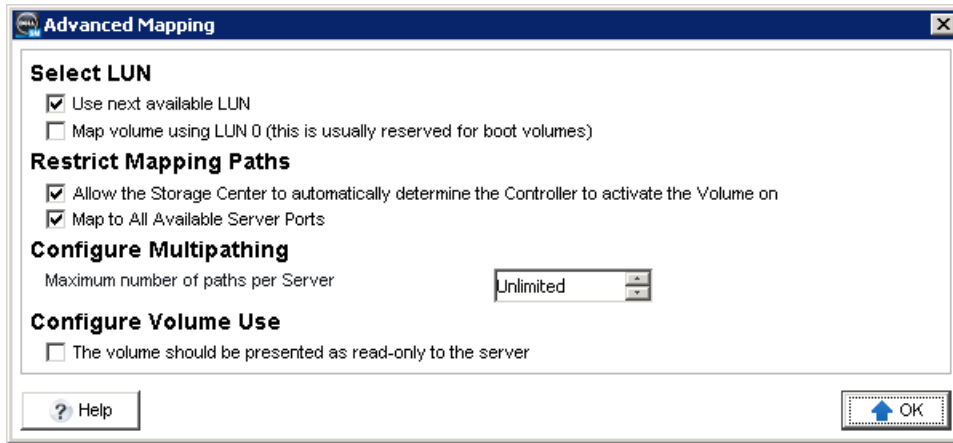 Advanced Mapping
Select LUN
Use next available LUN
Map volume using LUN 0 (this is usually reserved for boot volumes)
Restrict Mapping Paths
Allow the Storage Center to automatically determine the Controller to activate the Volume on
Map to All Available Server Ports
Configure Multipathing
Maximum number of paths per Server Unlimited
Configure Volume Use
The volume should be presented as read-only to the server
? Help OK